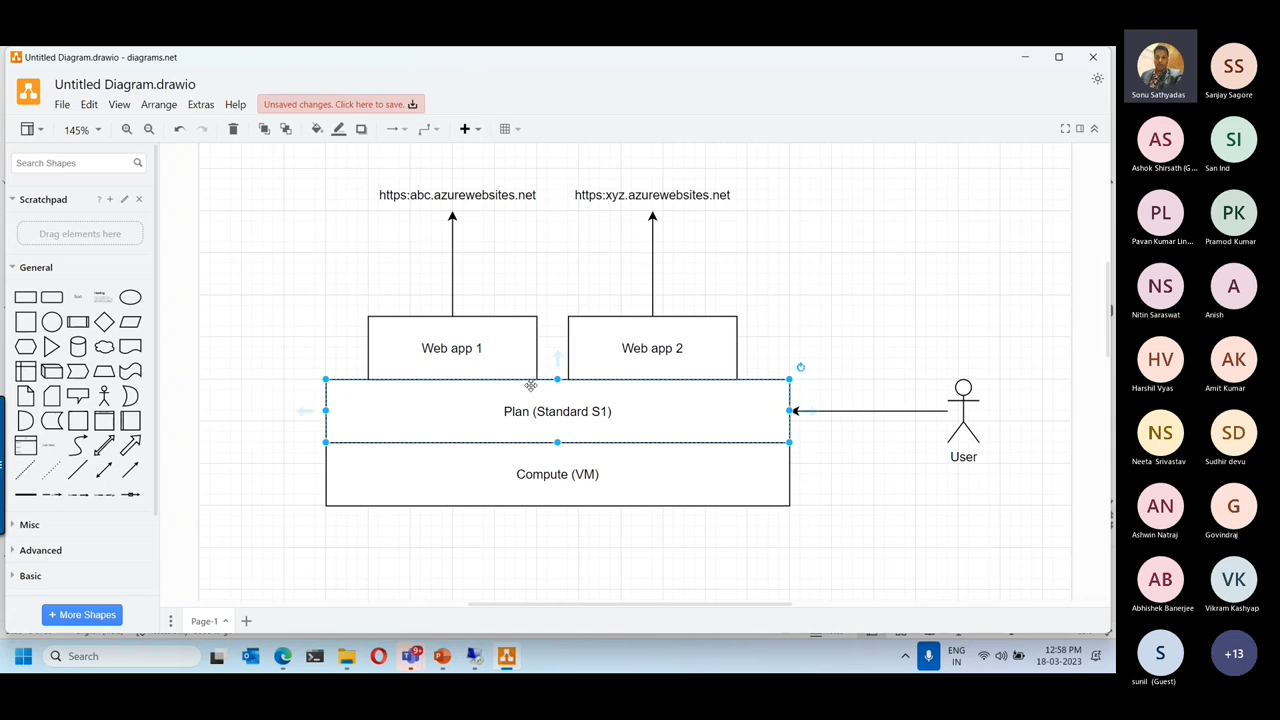 Untitled Diagram.drawio - diagrams.net
Untitled Diagram.drawio
File Edit View Arrange Extras Help
Unsaved changes. Click here to save.
145%
Search Shapes
Scratchpad
Drag elements here
General
Misc
Advanced
Basic
+ More Shapes
https:abc.azurewebsites.net
https:xyz.azurewebsites.net
Web app 1
Web app 2
Plan (Standard S1)
Compute (VM)
User
Page-1
Search
9+
ENG
IN
12:58 PM
18-03-2023
Sonu Sathyadas
SS
Sanjay Sagore
AS
Ashok Shirsath (G...
SI
San Ind
PL
Pavan Kumar Lin...
PK
Pramod Kumar
NS
Nitin Saraswat
A
Anish
HV
Harshil Vyas
AK
Amit Kumar
NS
Neeta Srivastav
SD
Sudhir devu
AN
Ashwin Natraj
G
Govindraj
AB
Abhishek Banerjee
VK
Vikram Kashyap
S
sunil (Guest)
+13